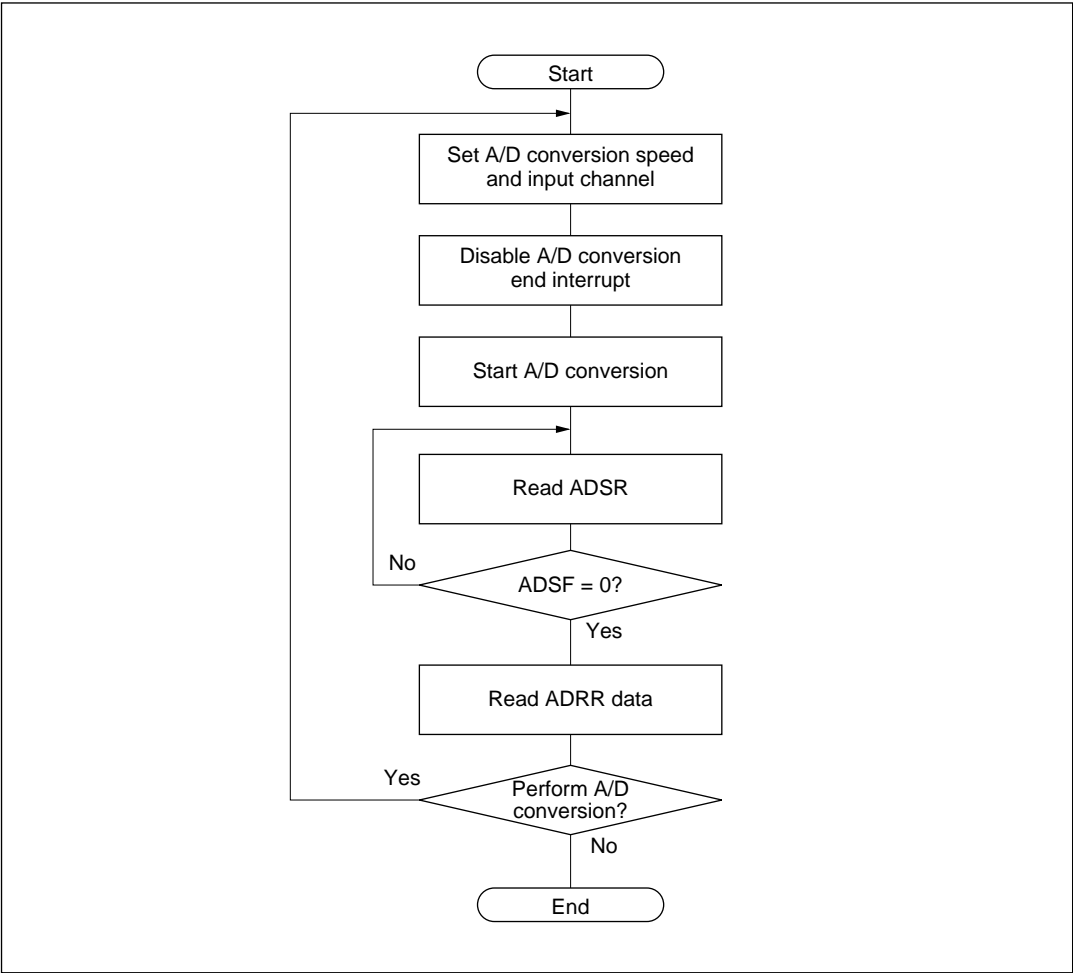 Start
Set A/D conversion speed
and input channel
Disable A/D conversion
end interrupt
Start A/D conversion
Read ADSR
No
ADSF = 0?
Yes
Read ADRR data
Yes
Perform A/D
conversion?
No
End